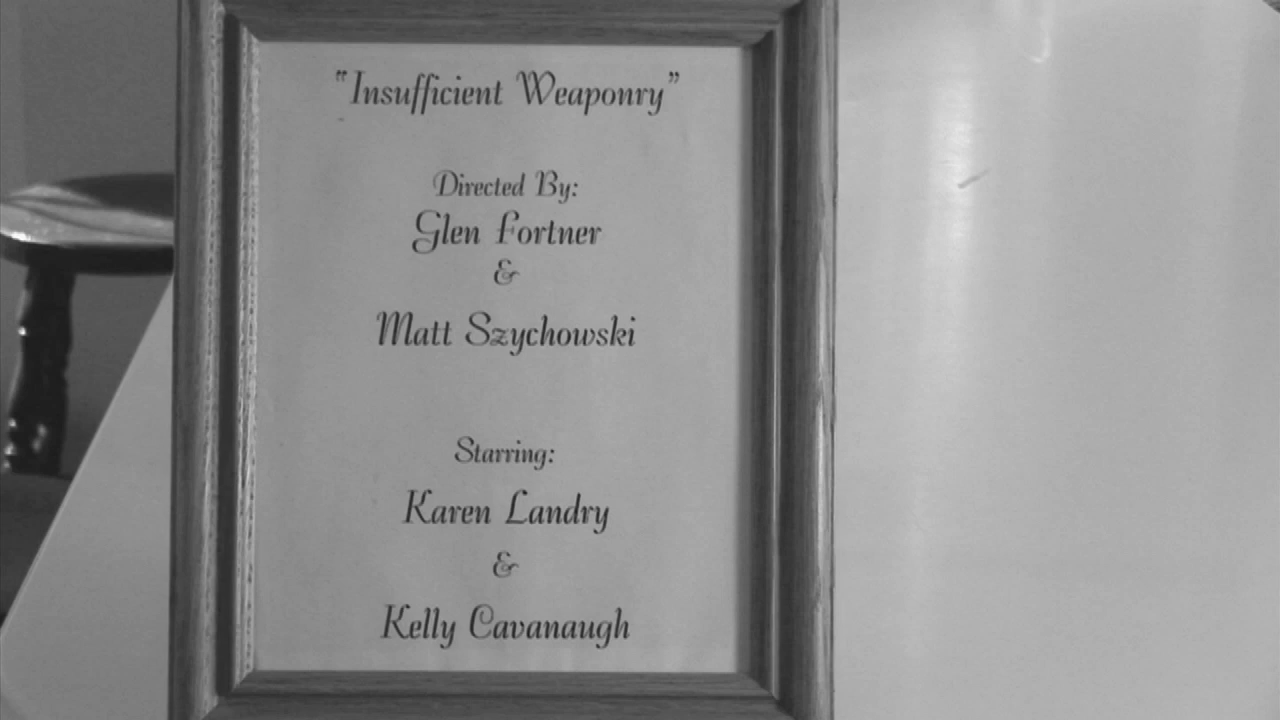 "Insufficient Weaponry"
Directed By:
Glen Fortner
&
Matt Szychowski
Starring:
Karen Landry
&
Kelly Cavanaugh